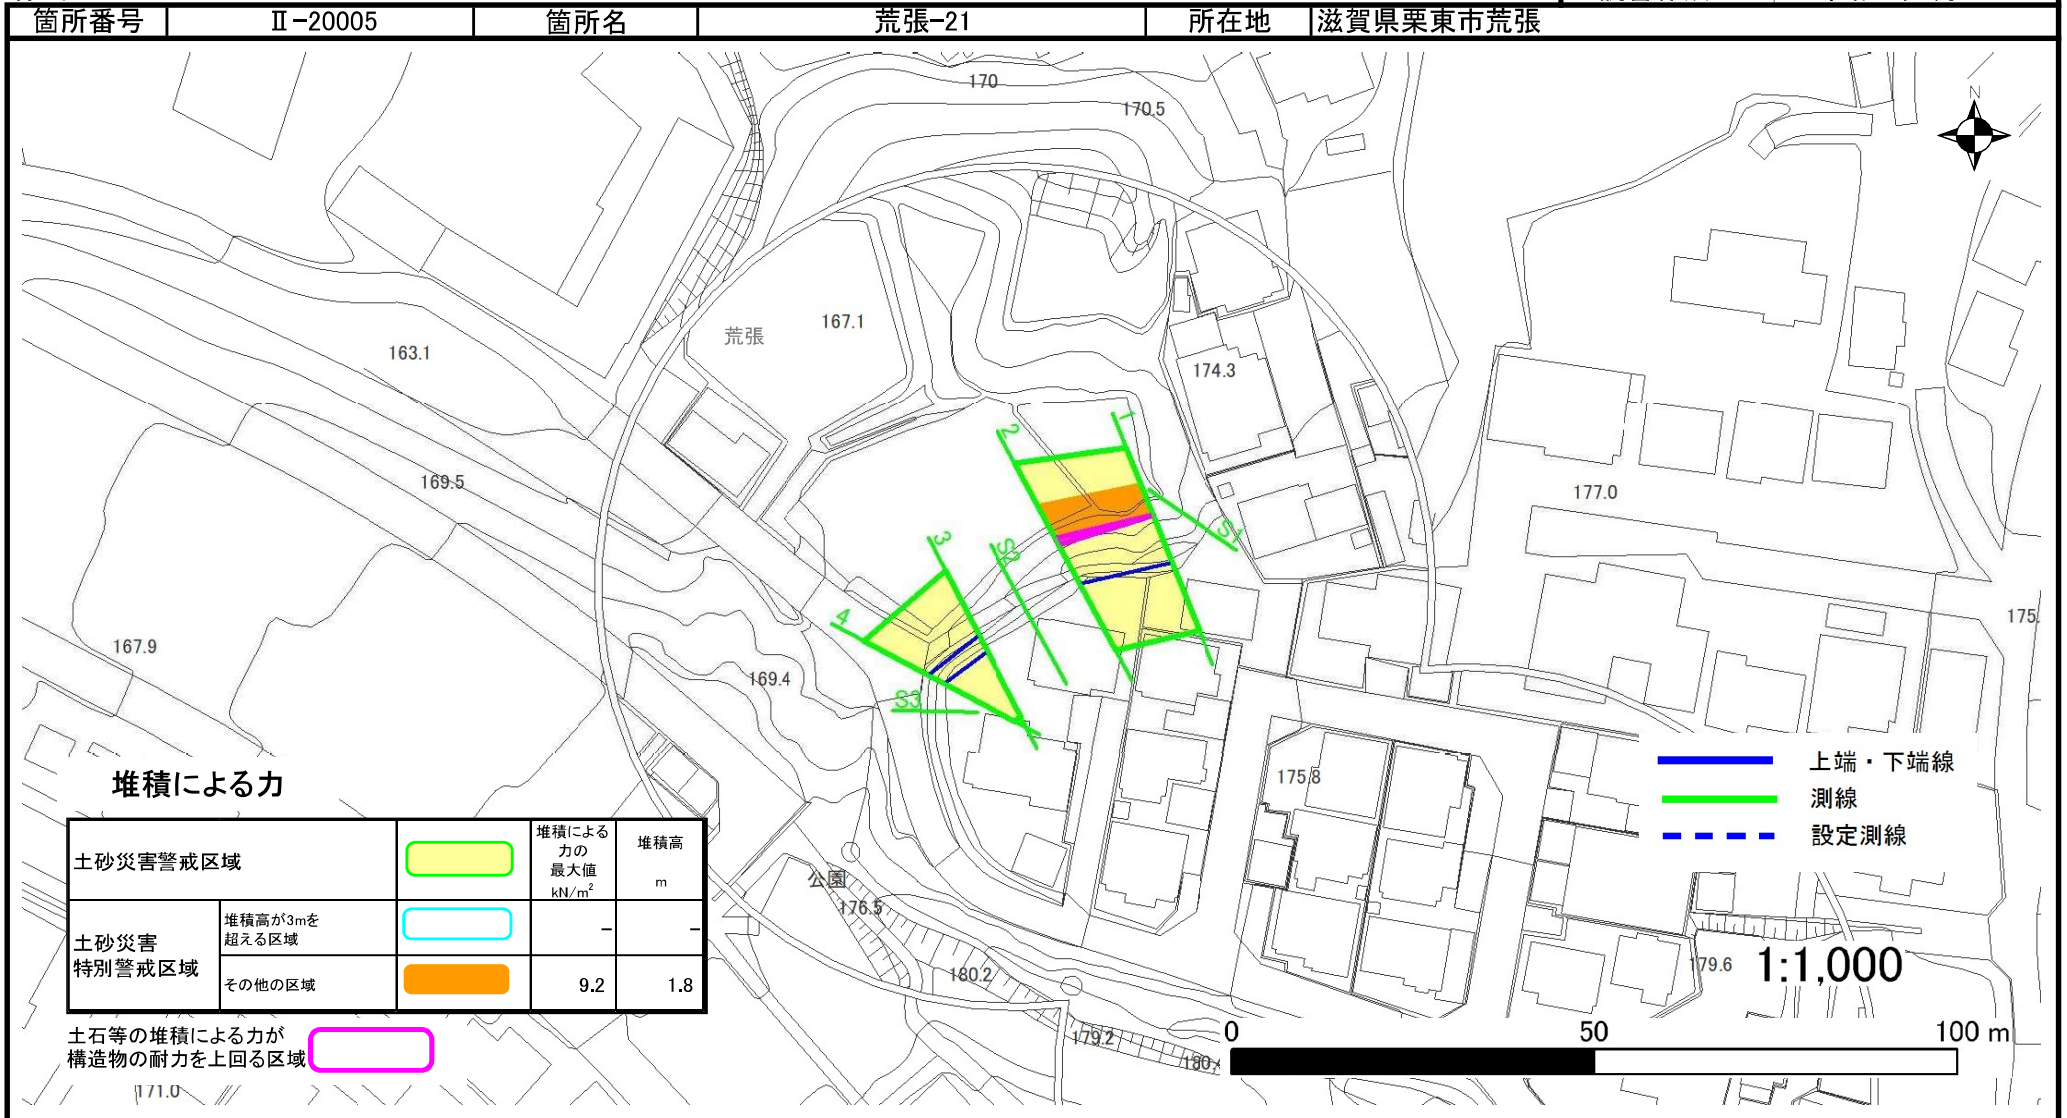 箇所番号 Ⅱ-20005 箇所名 荒張-21 所在地 滋賀県栗東市荒張
N
170
170.5
167.1
荒張
163.1
174.3
169.5
177.0
1
2
3
4
S1
S2
S3
167.9
169.4
175.
175.8
公園
176.5
180.2
179.2
180.
179.6
171.0
堆積による力
土砂災害警戒区域
堆積による
力の
最大値
kN/m²
堆積高
m
土砂災害
特別警戒区域
堆積高が3mを
超える区域
- -
その他の区域 9.2 1.8
土石等の堆積による力が
構造物の耐力を上回る区域
上端・下端線
測線
設定測線
1:1,000
0 50 100 m